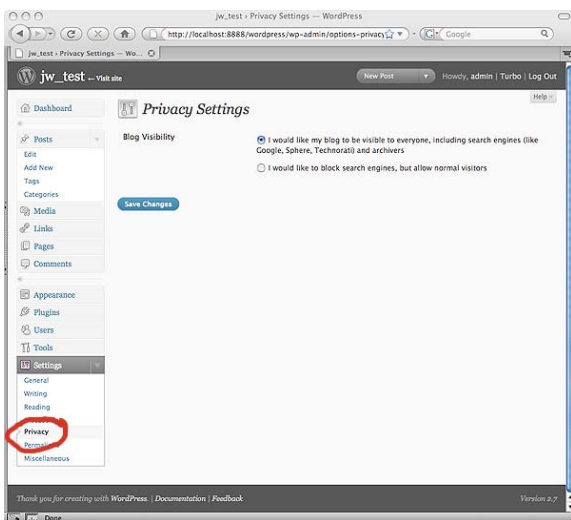 jw_test › Privacy Settings — WordPress
http://localhost:8888/wordpress/wp-admin/options-privacy
Google
jw_test › Privacy Settings — Wo...
jw_test ← Visit site
New Post
Howdy, admin | Turbo | Log Out
Help
Dashboard
Posts
Edit
Add New
Tags
Categories
Media
Links
Pages
Comments
Appearance
Plugins
Users
Tools
Settings
General
Writing
Reading
Privacy
Miscellaneous
Privacy Settings
Blog Visibility
I would like my blog to be visible to everyone, including search engines (like
Google, Sphere, Technorati) and archivers
I would like to block search engines, but allow normal visitors
Save Changes
Thank you for creating with WordPress. | Documentation | Feedback
Version 2.7
Done